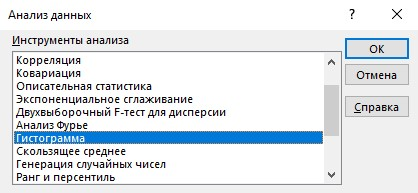 Анализ данных
? ×
Инструменты анализа
Корреляция
Ковариация
Описательная статистика
Экспоненциальное сглаживание
Двухвыборочный F-тест для дисперсии
Анализ Фурье
Гистограмма
Скользящее среднее
Генерация случайных чисел
Ранг и персентиль
ОК
Отмена
Справка